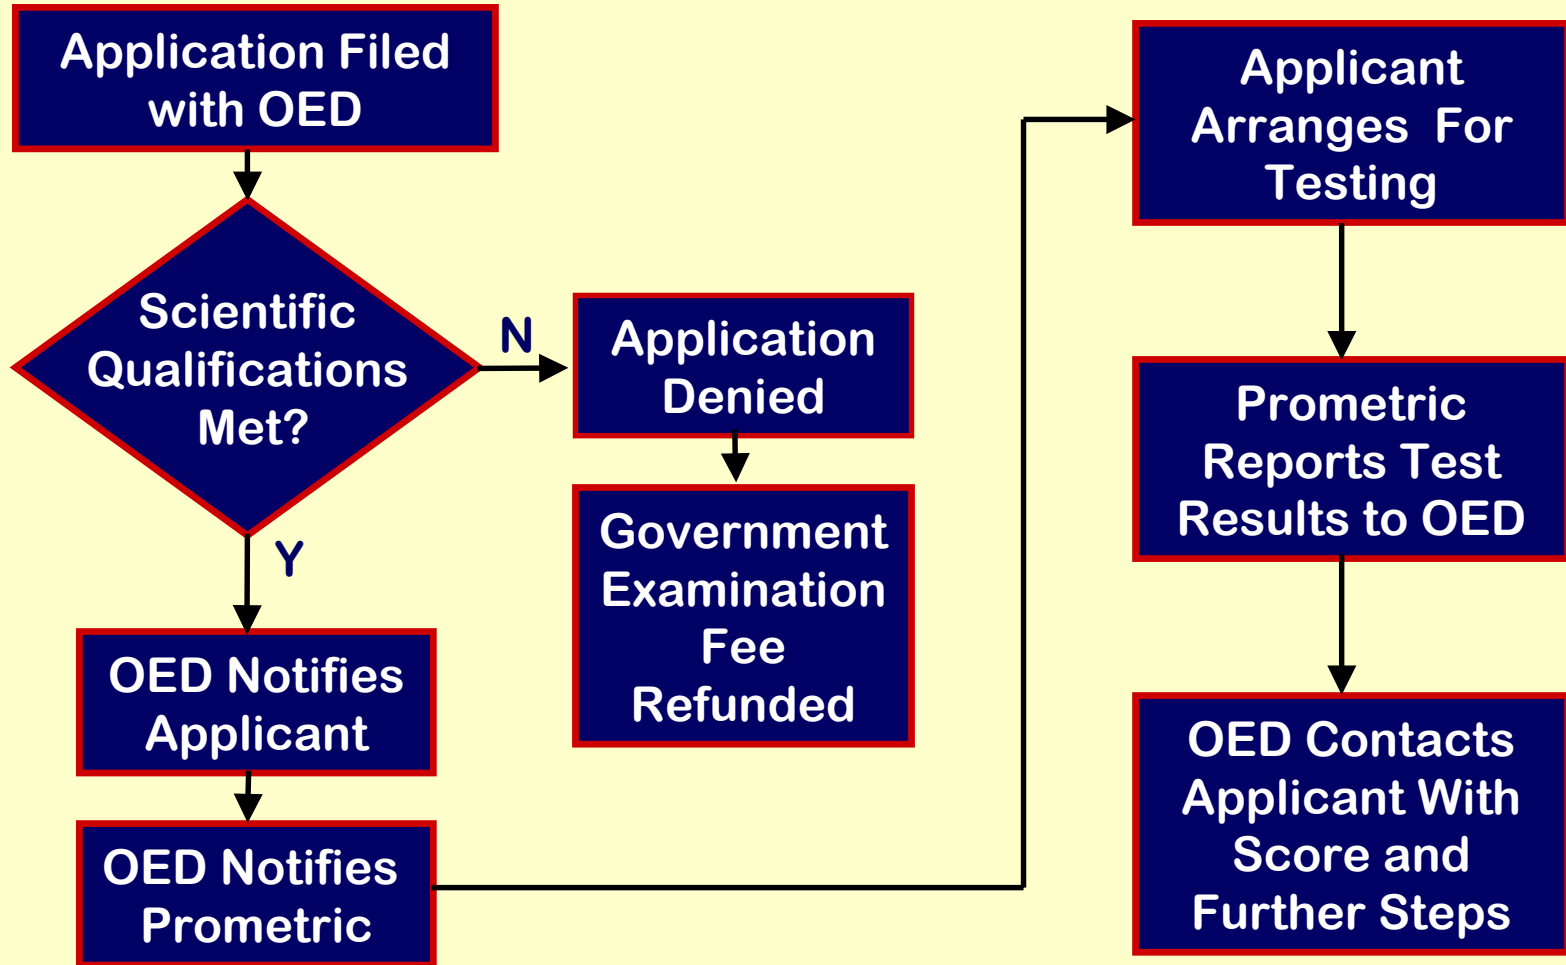 Application Filed
with OED
Scientific
Qualifications
Met?
N
Application
Denied
Government
Examination
Fee
Refunded
Y
OED Notifies
Applicant
OED Notifies
Prometric
Applicant
Arranges For
Testing
Prometric
Reports Test
Results to OED
OED Contacts
Applicant With
Score and
Further Steps